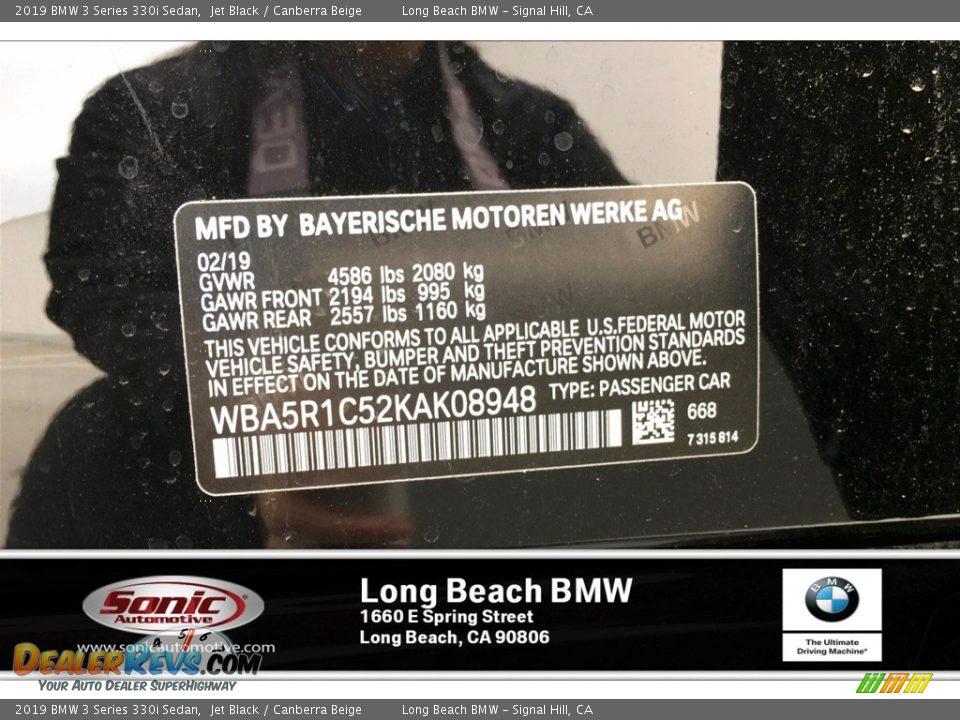 2019 BMW 3 Series 330i Sedan,  Jet Black / Canberra Beige     Long Beach BMW – Signal Hill, CA
MFD BY BAYERISCHE MOTOREN WERKE AG
BMW
02/19
GVWR 4586 lbs 2080 kg
GAWR FRONT 2194 lbs 995 kg
GAWR REAR 2557 lbs 1160 kg
THIS VEHICLE CONFORMS TO ALL APPLICABLE U.S.FEDERAL MOTOR
VEHICLE SAFETY, BUMPER AND THEFT PREVENTION STANDARDS
IN EFFECT ON THE DATE OF MANUFACTURE SHOWN ABOVE.
WBA5R1C52KAK08948 TYPE: PASSENGER CAR
668
7 315 814
Sonic
Automotive
www.sonicautomotive.com
Long Beach BMW
1660 E Spring Street
Long Beach, CA 90806
BMW
The Ultimate
Driving Machine®
4 5 6
DealerRevs.com
Your Auto Dealer SuperHighway
2019 BMW 3 Series 330i Sedan,  Jet Black / Canberra Beige     Long Beach BMW – Signal Hill, CA